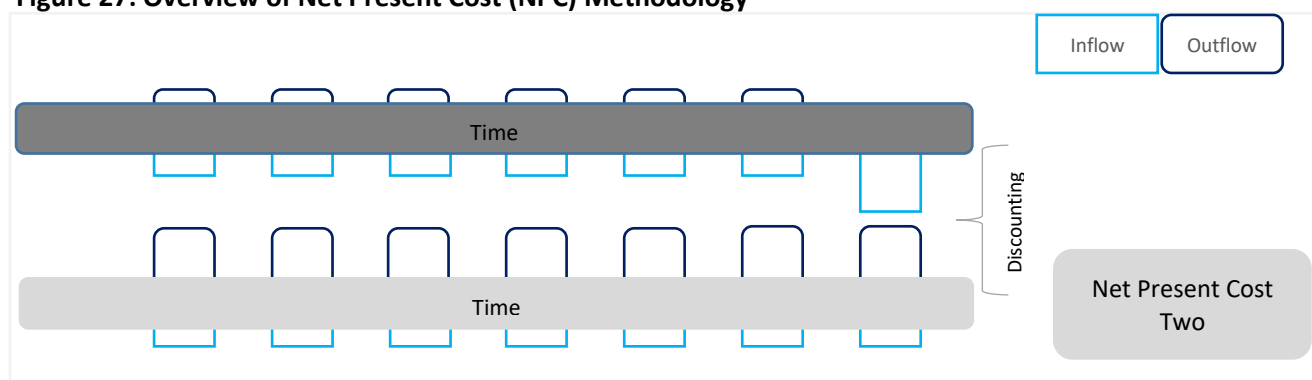 Figure 27: Overview of Net Present Cost (NPC) Methodology
Inflow
Outflow
Time
Discounting
Time
Net Present Cost
Two